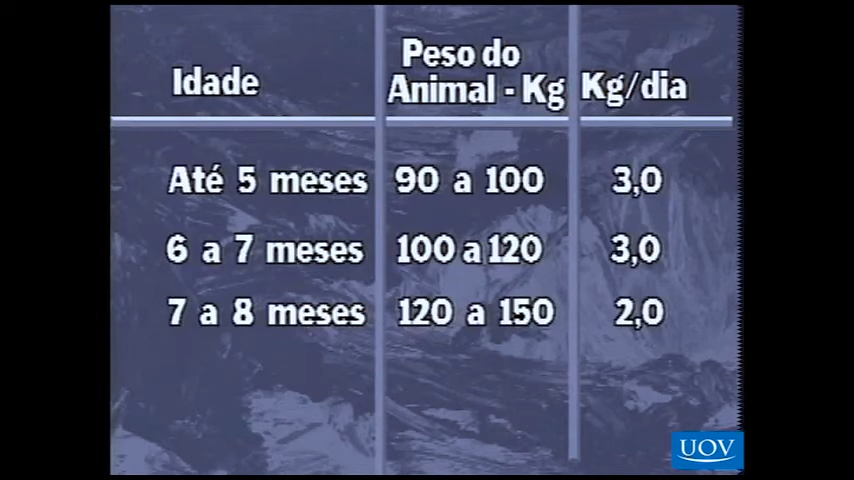 Idade
Peso do
Animal - Kg
Kg/dia
Até 5 meses 90 a 100 3,0
6 a 7 meses 100 a 120 3,0
7 a 8 meses 120 a 150 2,0
UOV